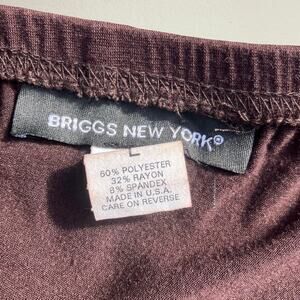 BRIGGS NEW YORK®
L
60% POLYESTER
32% RAYON
8% SPANDEX
MADE IN U.S.A.
CARE ON REVERSE